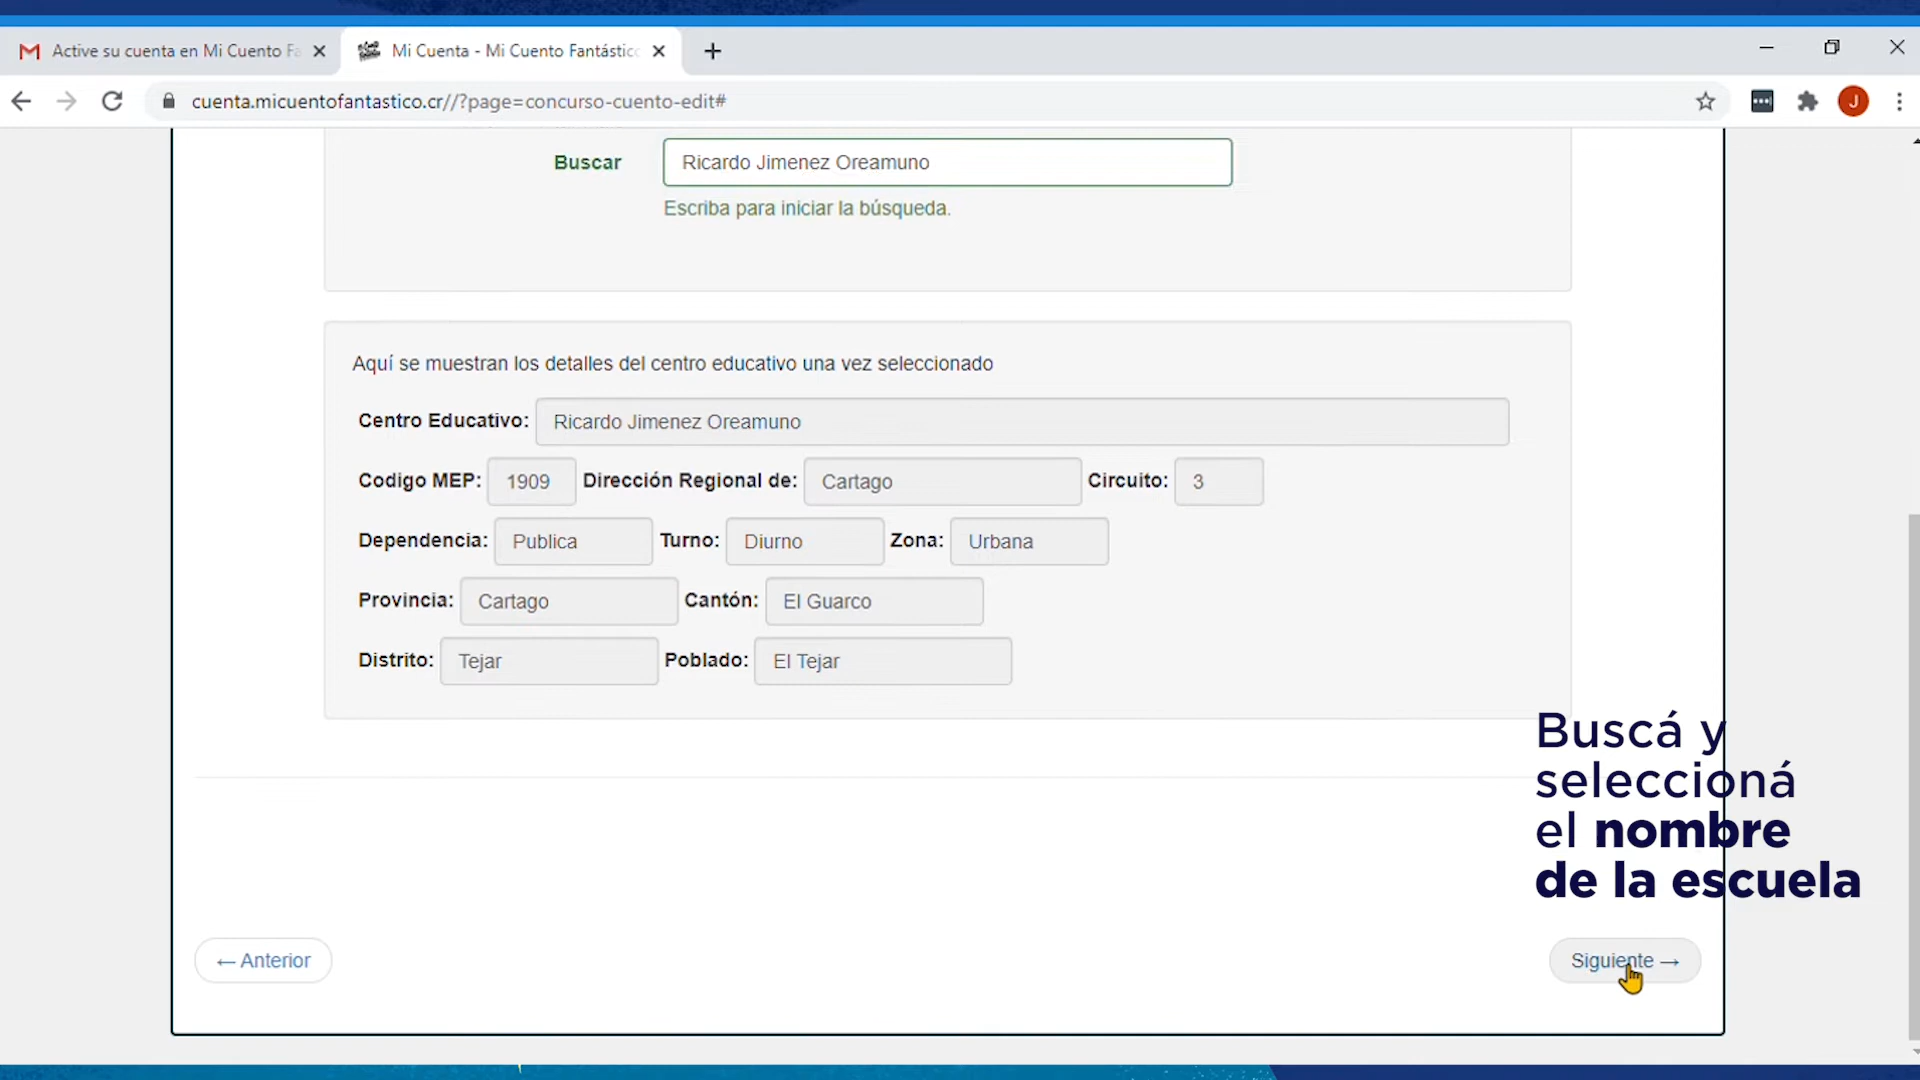 Active su cuenta en Mi Cuento Fa
Mi Cuenta - Mi Cuento Fantástic
cuenta.micuentofantastico.cr//?page=concurso-cuento-edit#
J
Buscar Ricardo Jimenez Oreamuno
Escriba para iniciar la búsqueda.
Aquí se muestran los detalles del centro educativo una vez seleccionado
Centro Educativo: Ricardo Jimenez Oreamuno
Codigo MEP: 1909 Dirección Regional de: Cartago Circuito: 3
Dependencia: Publica Turno: Diurno Zona: Urbana
Provincia: Cartago Cantón: El Guarco
Distrito: Tejar Poblado: El Tejar
Buscá y
seleccioná
el nombre
de la escuela
← Anterior
Siguiente →